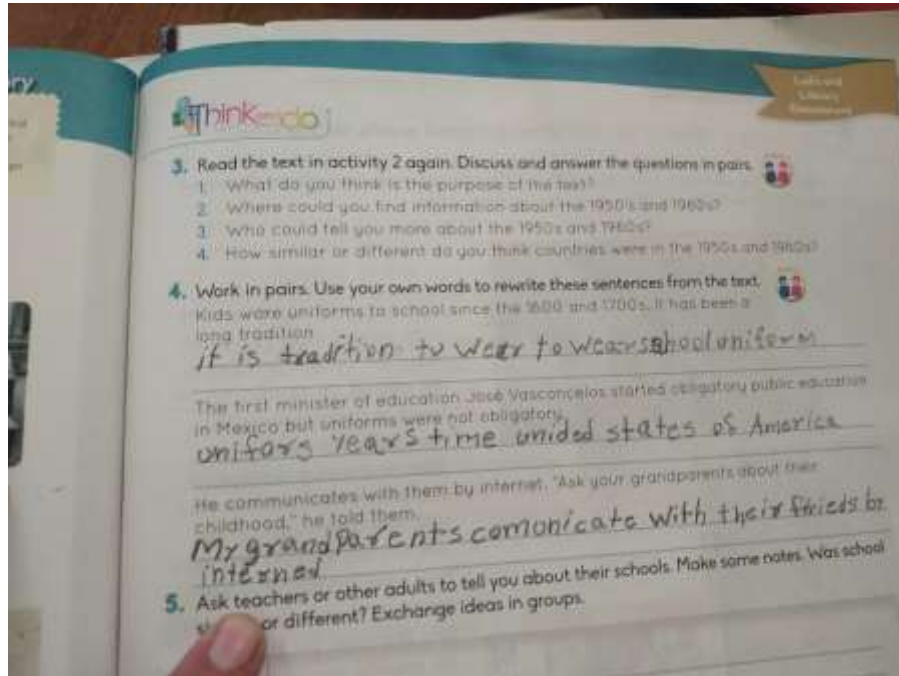 Think and do
3. Read the text in activity 2 again. Discuss and answer the questions in pairs.
1. What do you think is the purpose of the text?
2. Where could you find information about the 1950's and 1960s?
3. Who could tell you more about the 1950s and 1960s?
4. How similar or different do you think countries were in the 1950s and 1960s?
4. Work in pairs. Use your own words to rewrite these sentences from the text.
Kids wore uniforms to school since the 1600 and 1700s. It has been a
long tradition
it is tradition to wear to wear school uniform
The first minister of education José Vasconcelos started obligatory public education
in Mexico but uniforms were not obligatory.
unifors years time unided states of America
He communicates with them by internet. "Ask your grandparents about their
childhood," he told them.
My grandparents comonicate with their frieds be
interned
5. Ask teachers or other adults to tell you about their schools. Make some notes. Was school
or different? Exchange ideas in groups.